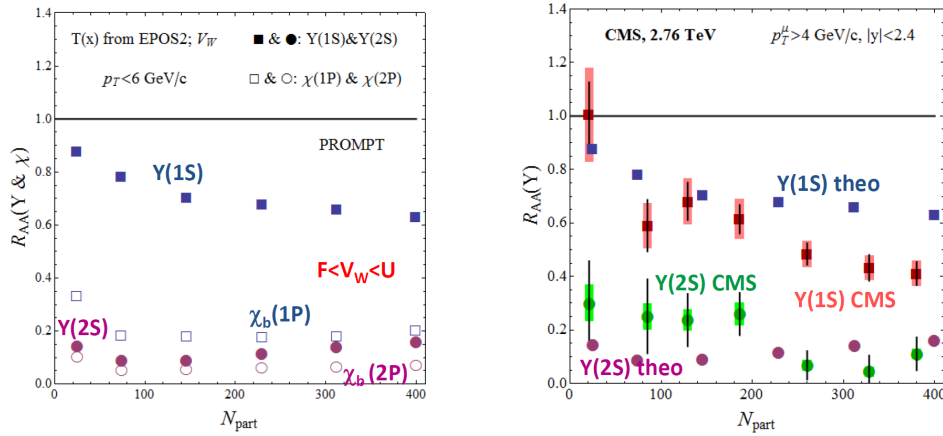 1.4
1.2
1.0
0.8
0.6
0.4
0.2
0.0
0
100
200
300
400
R_AA(Y & χ)
N_part
T(x) from EPOS2; V_W
■ & ●: Y(1S)&Y(2S)
p_T<6 GeV/c
□ & ○: χ(1P) & χ(2P)
PROMPT
Y(1S)
F<V_W<U
χ_b(1P)
Y(2S)
χ_b(2P)
1.4
1.2
1.0
0.8
0.6
0.4
0.2
0.0
0
100
200
300
400
R_AA(Y)
N_part
CMS, 2.76 TeV
p_T^μ>4 GeV/c, |y|<2.4
Y(1S) theo
Y(2S) CMS
Y(1S) CMS
Y(2S) theo